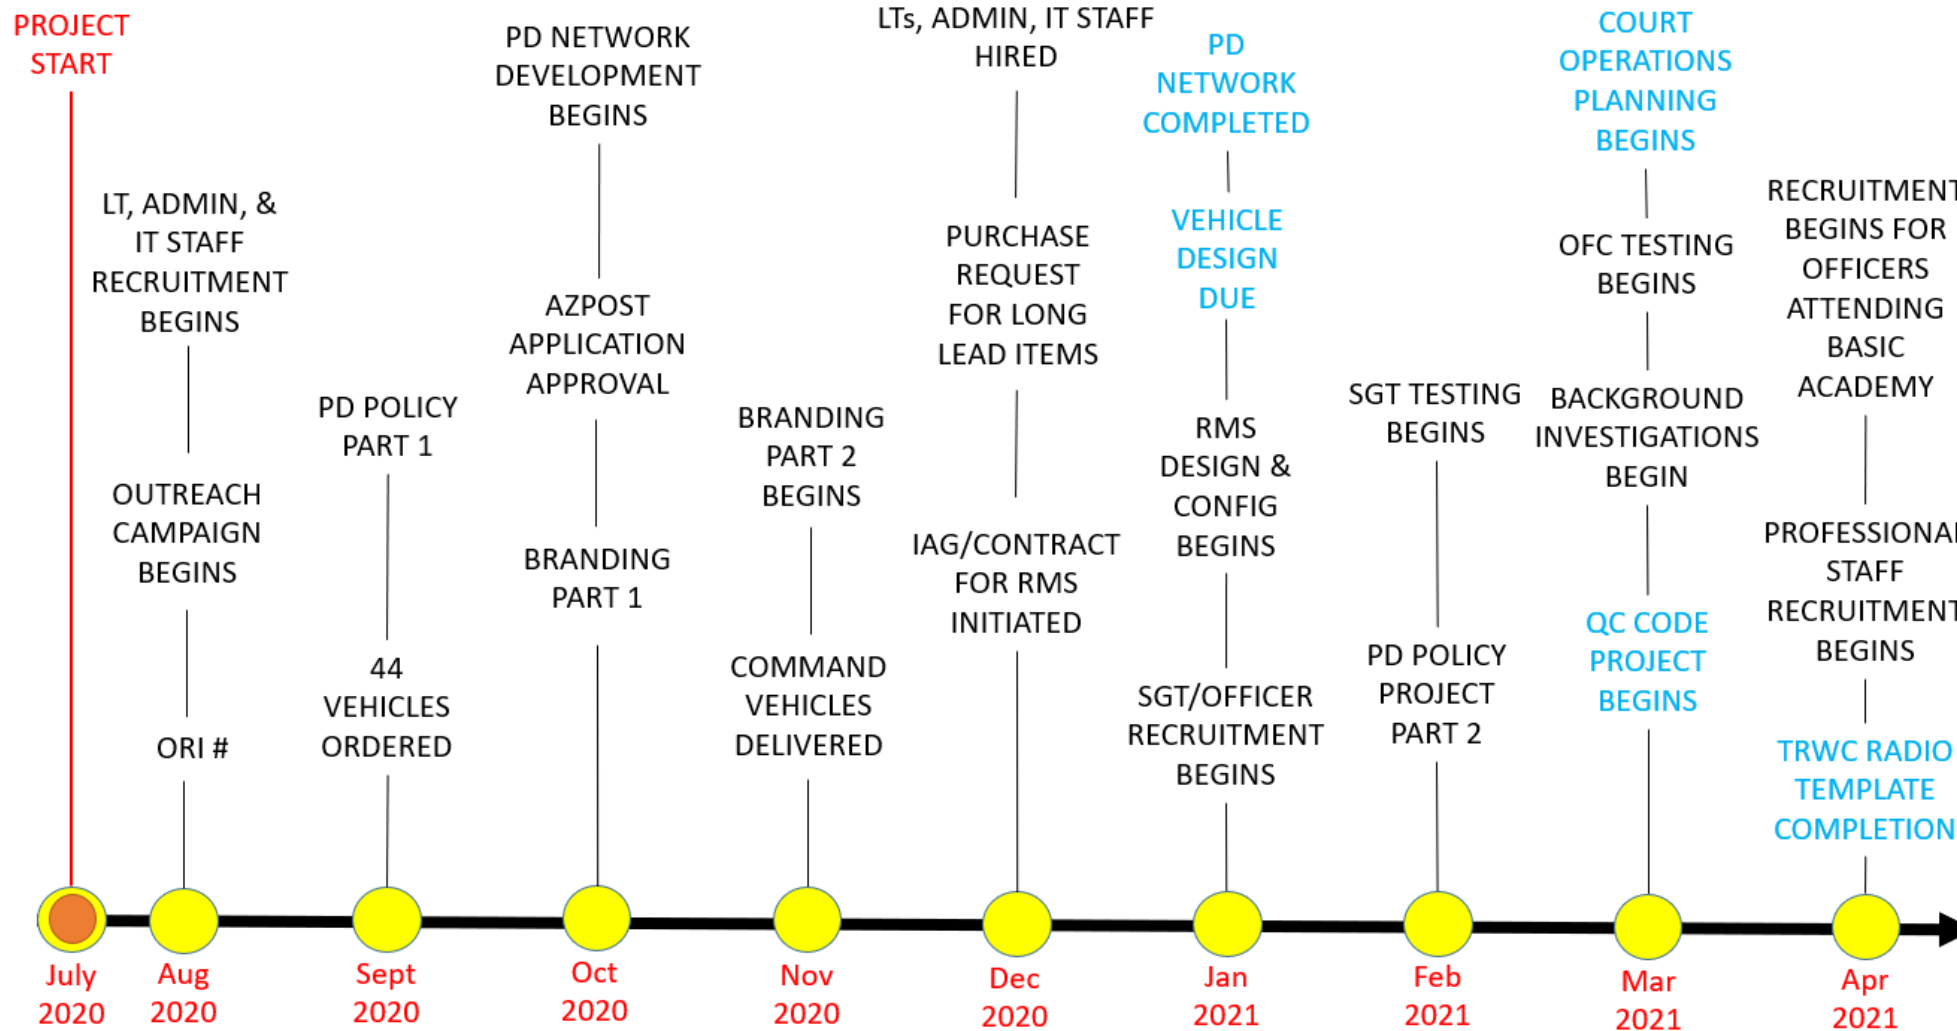 PROJECT
START
LT, ADMIN, &
IT STAFF
RECRUITMENT
BEGINS
OUTREACH
CAMPAIGN
BEGINS
ORI #
PD POLICY
PART 1
44
VEHICLES
ORDERED
PD NETWORK
DEVELOPMENT
BEGINS
AZPOST
APPLICATION
APPROVAL
BRANDING
PART 1
BRANDING
PART 2
BEGINS
COMMAND
VEHICLES
DELIVERED
LTs, ADMIN, IT STAFF
HIRED
PURCHASE
REQUEST
FOR LONG
LEAD ITEMS
IAG/CONTRACT
FOR RMS
INITIATED
PD
NETWORK
COMPLETED
VEHICLE
DESIGN
DUE
RMS
DESIGN &
CONFIG
BEGINS
SGT/OFFICER
RECRUITMENT
BEGINS
SGT TESTING
BEGINS
PD POLICY
PROJECT
PART 2
COURT
OPERATIONS
PLANNING
BEGINS
OFC TESTING
BEGINS
BACKGROUND
INVESTIGATIONS
BEGIN
QC CODE
PROJECT
BEGINS
RECRUITMENT
BEGINS FOR
OFFICERS
ATTENDING
BASIC
ACADEMY
PROFESSIONAL
STAFF
RECRUITMENT
BEGINS
TRWC RADIO
TEMPLATE
COMPLETION
July
2020
Aug
2020
Sept
2020
Oct
2020
Nov
2020
Dec
2020
Jan
2021
Feb
2021
Mar
2021
Apr
2021